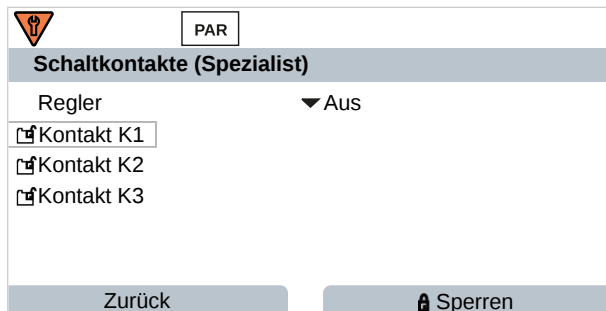 PAR
Schaltkontakte (Spezialist)
Regler Aus
Kontakt K1
Kontakt K2
Kontakt K3
Zurück Sperren